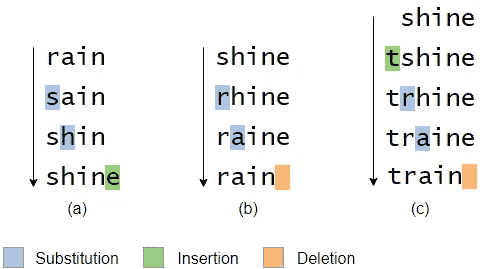 rain
sain
shin
shine
(a)
shine
rhine
raine
rain
(b)
shine
tshine
trhine
traine
train
(c)
Substitution
Insertion
Deletion